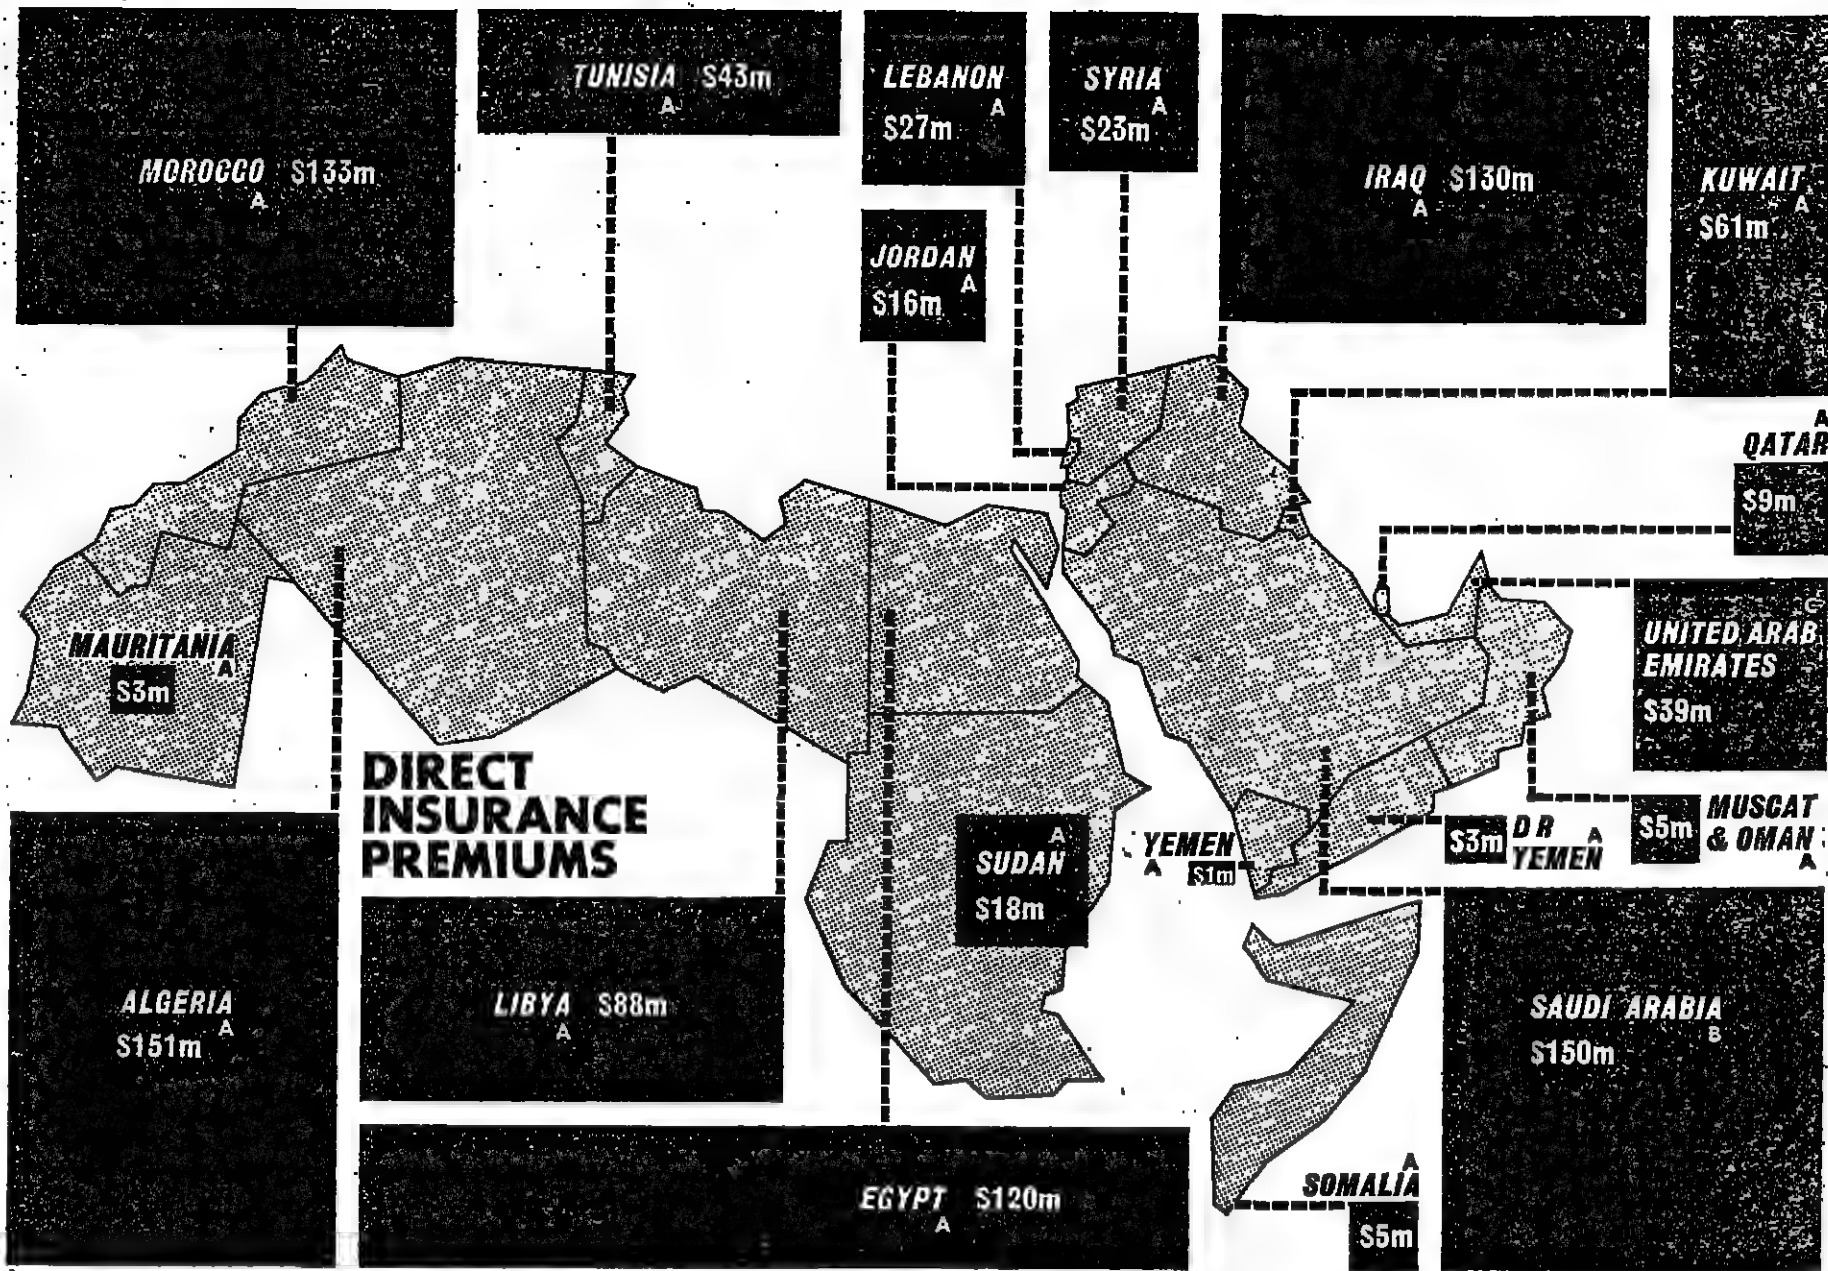 MOROCCO $133m
A
TUNISIA $43m
A
LEBANON
A
$27m
SYRIA
A
$23m
IRAQ $130m
A
KUWAIT
A
$61m
JORDAN
A
$16m
A
QATAR
$9m
C
UNITED ARAB
EMIRATES
$39m
MAURITANIA
A
$3m
DIRECT
INSURANCE
PREMIUMS
A
SUDAN
$18m
YEMEN
A
$1m
$3m
D R
A
YEMEN
$5m
MUSCAT
& OMAN
A
ALGERIA
A
$151m
LIBYA $88m
A
SAUDI ARABIA
B
$150m
EGYPT $120m
A
A
SOMALIA
$5m